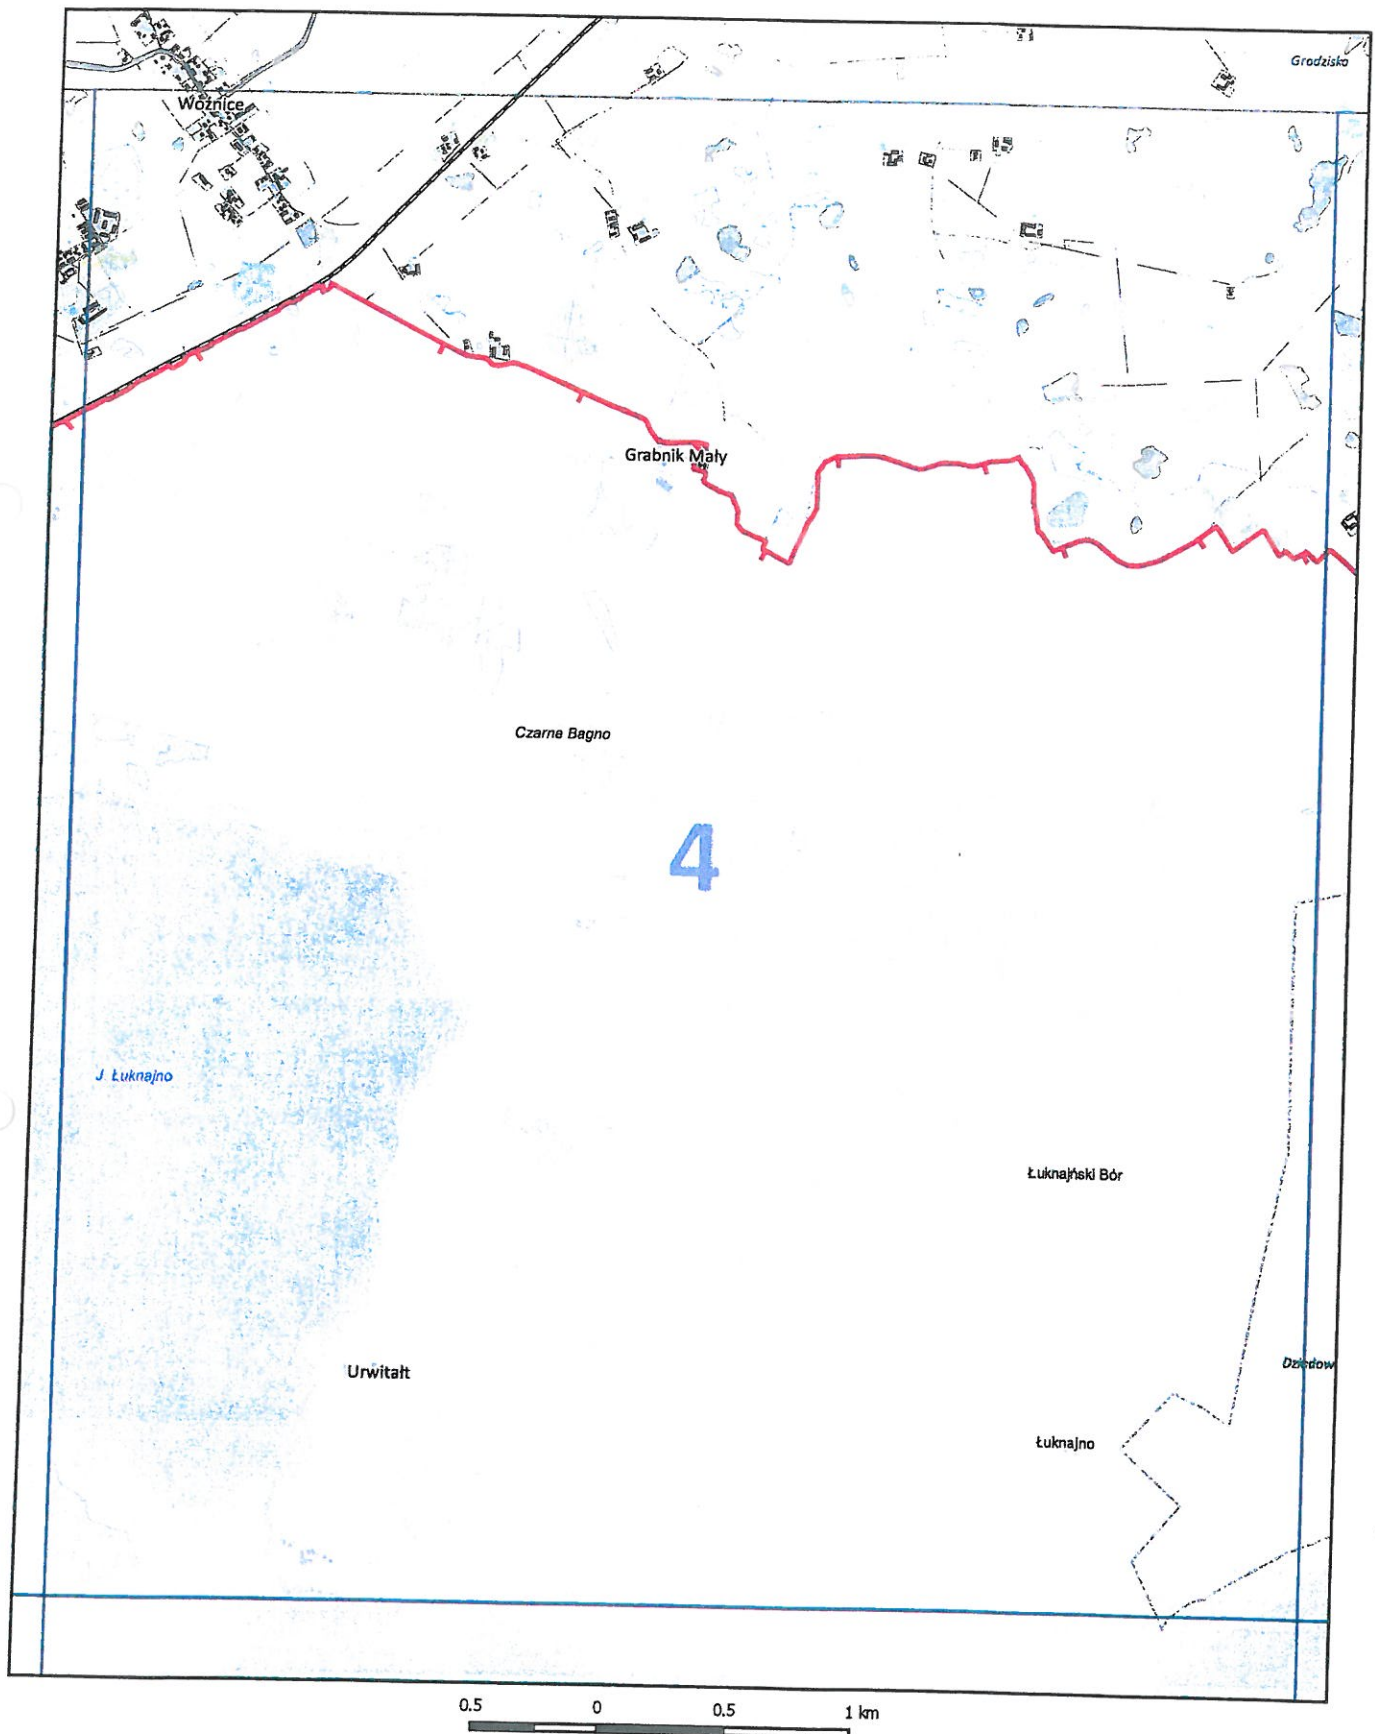 Grodzisko
Woźnice
Grabnik Mały
Czarne Bagno
4
J. Łuknajno
Łuknajński Bór
Urwitałt
Dziedow
Łuknajno
0.5 0 0.5 1 km